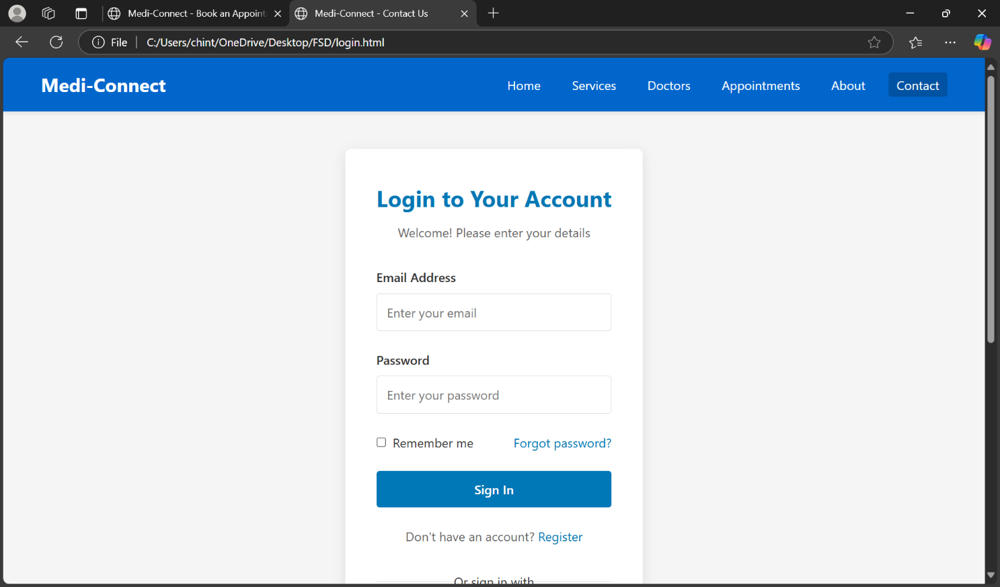 Medi-Connect - Book an Appoint
Medi-Connect - Contact Us
File
C:/Users/chint/OneDrive/Desktop/FSD/login.html
Medi-Connect
Home
Services
Doctors
Appointments
About
Contact
Login to Your Account
Welcome! Please enter your details
Email Address
Enter your email
Password
Enter your password
Remember me
Forgot password?
Sign In
Don't have an account? Register
Or sign in with